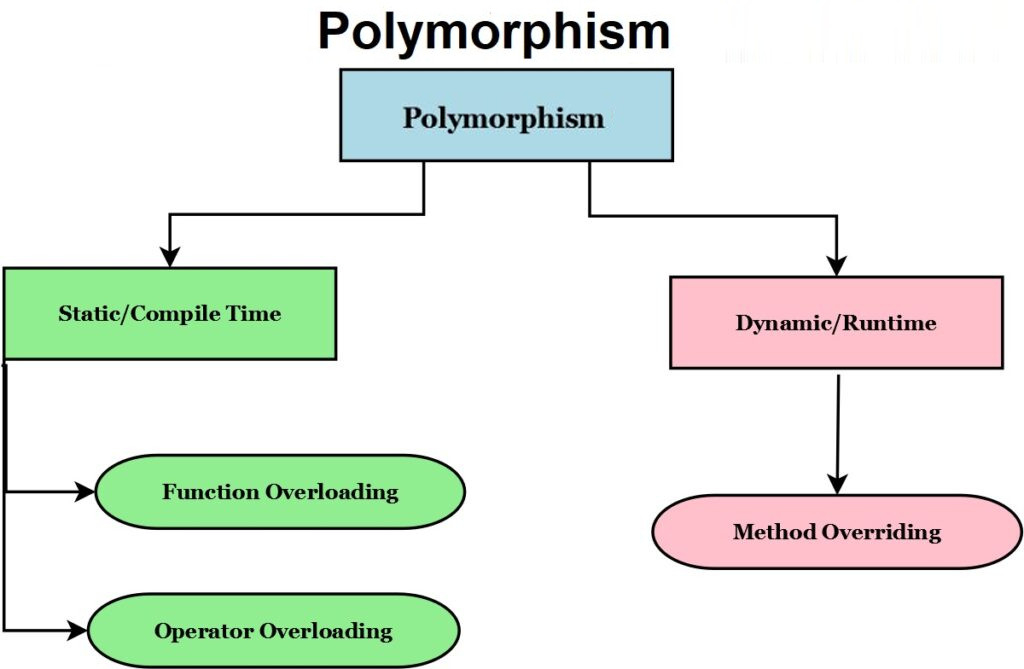 Polymorphism
Polymorphism
Static/Compile Time
Dynamic/Runtime
Function Overloading
Method Overriding
Operator Overloading